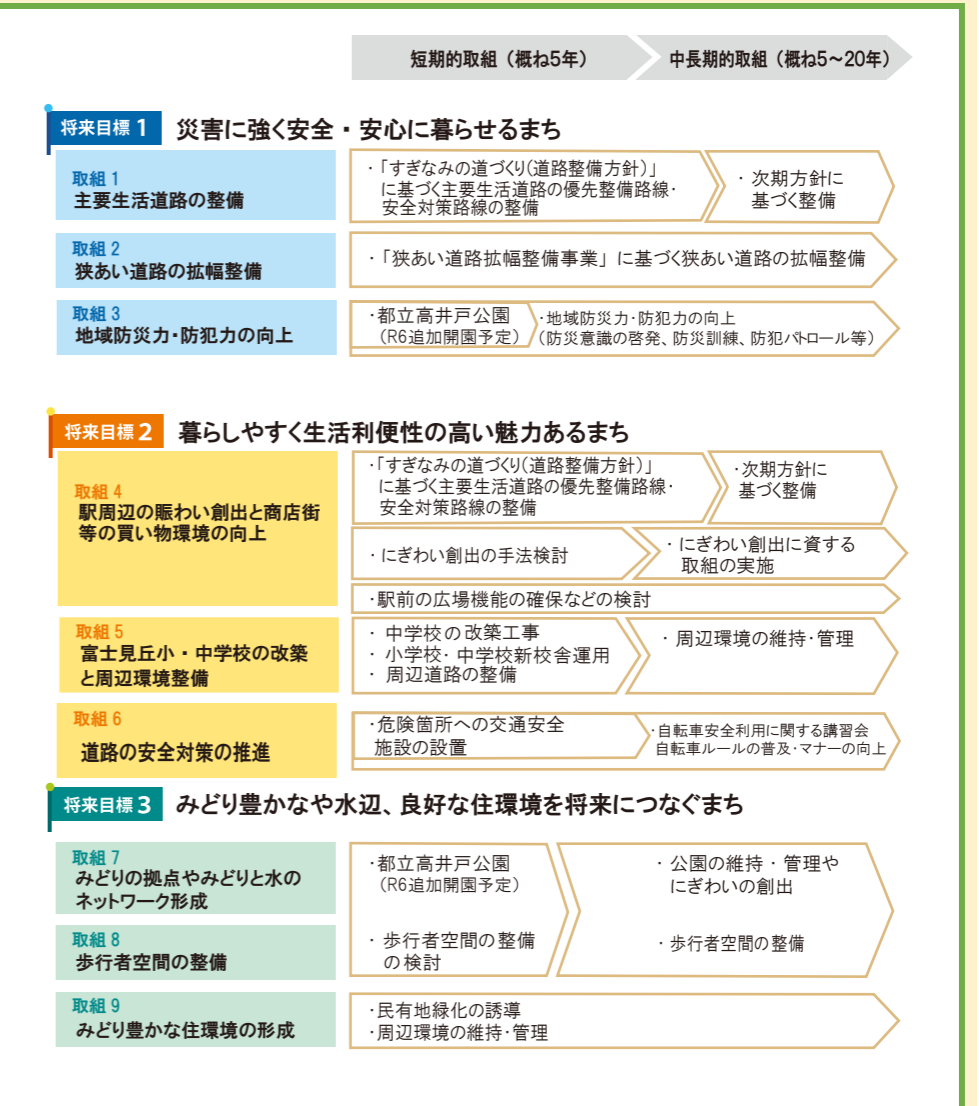 短期的取組（概ね5年）
中長期的取組（概ね5～20年）
将来目標 1 災害に強く安全・安心に暮らせるまち
取組 1
主要生活道路の整備
・「すぎなみの道づくり(道路整備方針)」
に基づく主要生活道路の優先整備路線・
安全対策路線の整備
・次期方針に
基づく整備
取組 2
狭あい道路の拡幅整備
・「狭あい道路拡幅整備事業」に基づく狭あい道路の拡幅整備
取組 3
地域防災力・防犯力の向上
・都立高井戸公園
（R6追加開園予定）
・地域防災力・防犯力の向上
（防災意識の啓発、防災訓練、防犯パトロール等）
将来目標 2 暮らしやすく生活利便性の高い魅力あるまち
取組 4
駅周辺の賑わい創出と商店街
等の買い物環境の向上
・「すぎなみの道づくり(道路整備方針)」
に基づく主要生活道路の優先整備路線・
安全対策路線の整備
・次期方針に
基づく整備
・にぎわい創出の手法検討
・にぎわい創出に資する
取組の実施
・駅前の広場機能の確保などの検討
取組 5
富士見丘小・中学校の改築
と周辺環境整備
・中学校の改築工事
・小学校・中学校新校舎運用
・周辺道路の整備
・周辺環境の維持・管理
取組 6
道路の安全対策の推進
・危険箇所への交通安全
施設の設置
・自転車安全利用に関する講習会
自転車ルールの普及・マナーの向上
将来目標 3 みどり豊かなや水辺、良好な住環境を将来につなぐまち
取組 7
みどりの拠点やみどりと水の
ネットワーク形成
・都立高井戸公園
（R6追加開園予定）
・公園の維持・管理や
にぎわいの創出
取組 8
歩行者空間の整備
・歩行者空間の整備
の検討
・歩行者空間の整備
取組 9
みどり豊かな住環境の形成
・民有地緑化の誘導
・周辺環境の維持・管理